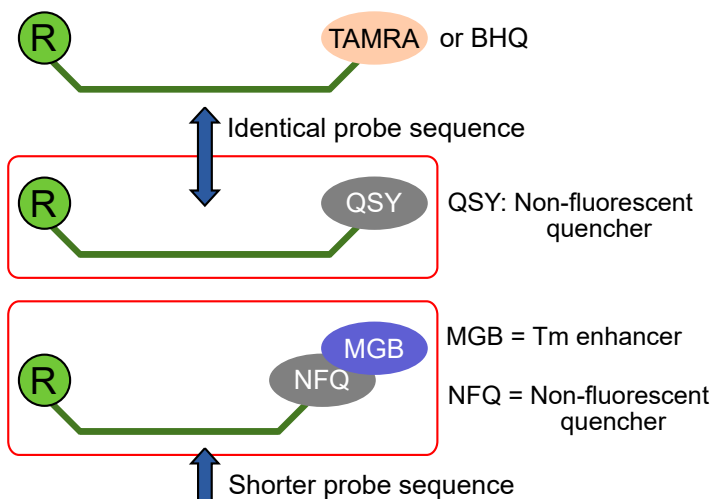 R
TAMRA or BHQ
Identical probe sequence
R
QSY
QSY: Non-fluorescent
quencher
MGB
MGB = Tm enhancer
R
NFQ
NFQ = Non-fluorescent
quencher
Shorter probe sequence